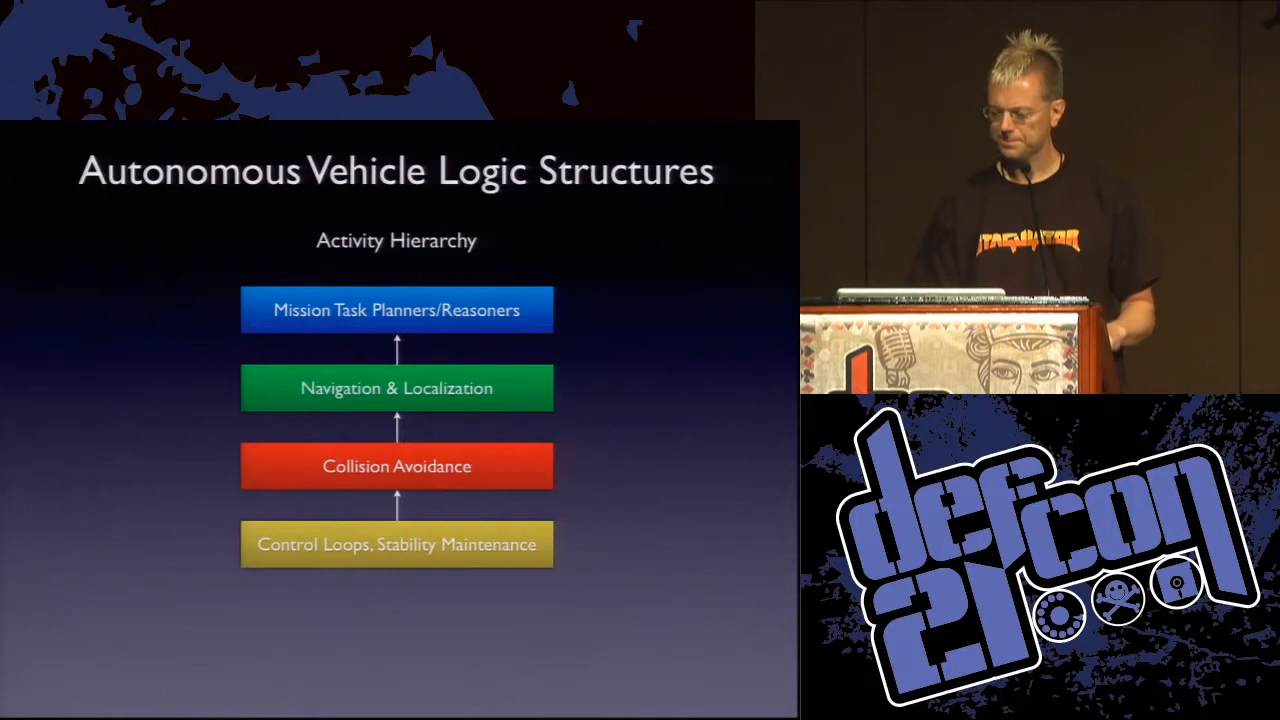 Autonomous Vehicle Logic Structures
Activity Hierarchy
Mission Task Planners/Reasoners
Navigation & Localization
Collision Avoidance
Control Loops, Stability Maintenance
defcon
21